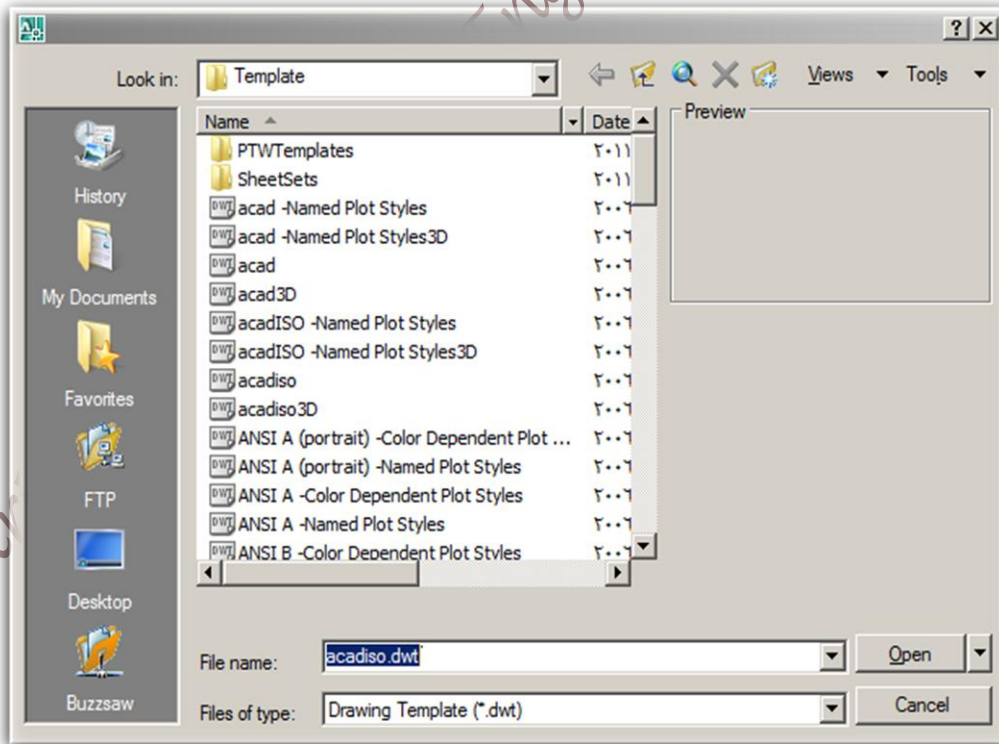 Look in:
Template
Views
Tools
Name
Date
Preview
PTWTemplates ٢٠١١
SheetSets ٢٠١١
acad -Named Plot Styles ٢٠٠٦
acad -Named Plot Styles3D ٢٠٠٦
acad ٢٠٠٦
acad3D ٢٠٠٦
acadISO -Named Plot Styles ٢٠٠٦
acadISO -Named Plot Styles3D ٢٠٠٦
acadiso ٢٠٠٦
acadiso3D ٢٠٠٦
ANSI A (portrait) -Color Dependent Plot ... ٢٠٠٦
ANSI A (portrait) -Named Plot Styles ٢٠٠٦
ANSI A -Color Dependent Plot Styles ٢٠٠٦
ANSI A -Named Plot Styles ٢٠٠٦
ANSI B -Color Dependent Plot Styles ٢٠٠٦
History
My Documents
Favorites
FTP
Desktop
Buzzsaw
File name:
acadiso.dwt
Open
Files of type:
Drawing Template (*.dwt)
Cancel